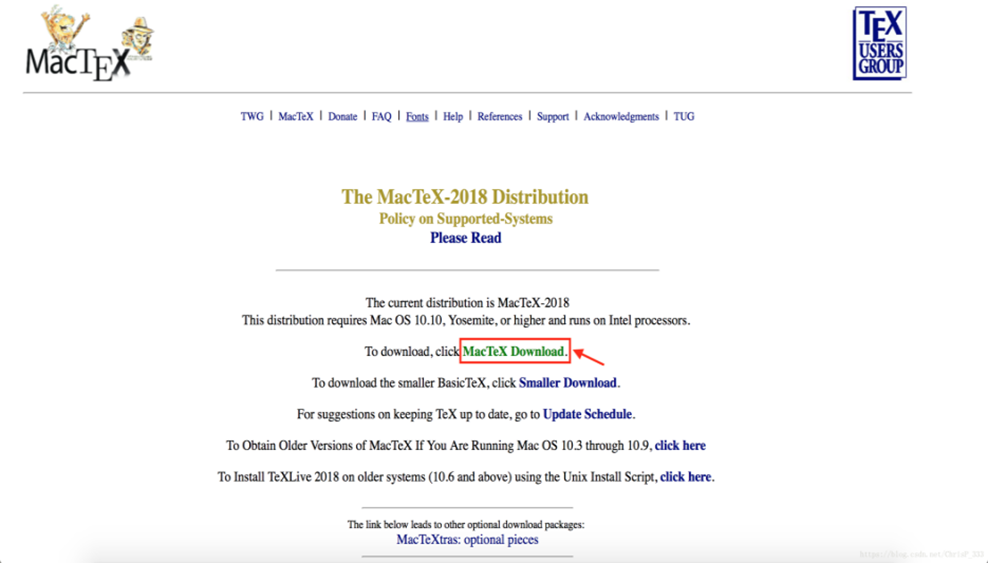 MacTEX
TEX
USERS
GROUP
TWG | MacTeX | Donate | FAQ | Fonts | Help | References | Support | Acknowledgments | TUG
The MacTeX-2018 Distribution
Policy on Supported-Systems
Please Read
The current distribution is MacTeX-2018
This distribution requires Mac OS 10.10, Yosemite, or higher and runs on Intel processors.
To download, click MacTeX Download.
To download the smaller BasicTeX, click Smaller Download.
For suggestions on keeping TeX up to date, go to Update Schedule.
To Obtain Older Versions of MacTeX If You Are Running Mac OS 10.3 through 10.9, click here
To Install TeXLive 2018 on older systems (10.6 and above) using the Unix Install Script, click here.
The link below leads to other optional download packages:
MacTeXtras: optional pieces